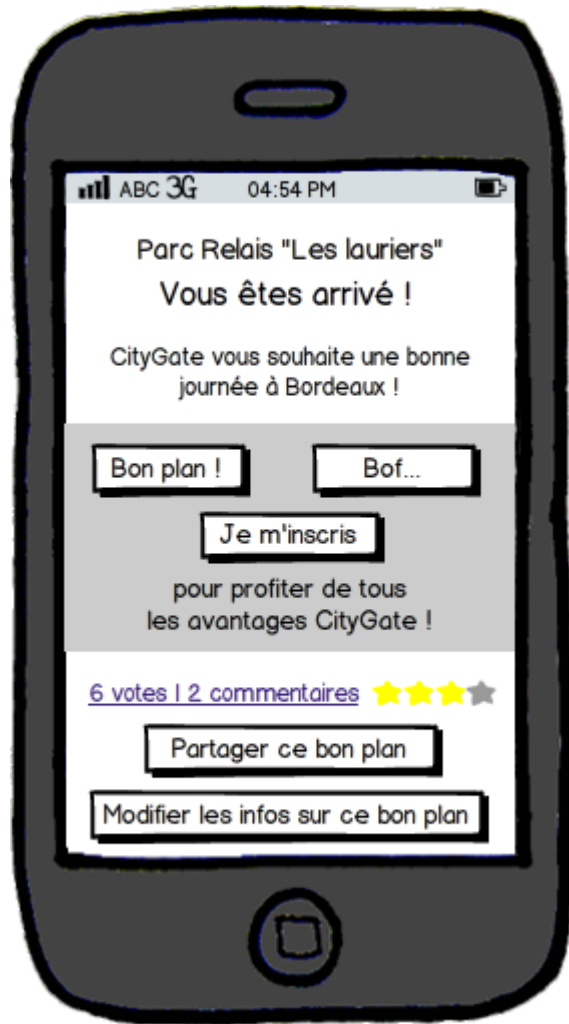 ABC 3G 04:54 PM
Parc Relais "Les lauriers"
Vous êtes arrivé !
CityGate vous souhaite une bonne
journée à Bordeaux !
Bon plan ! Bof...
Je m'inscris
pour profiter de tous
les avantages CityGate !
6 votes | 2 commentaires
Partager ce bon plan
Modifier les infos sur ce bon plan